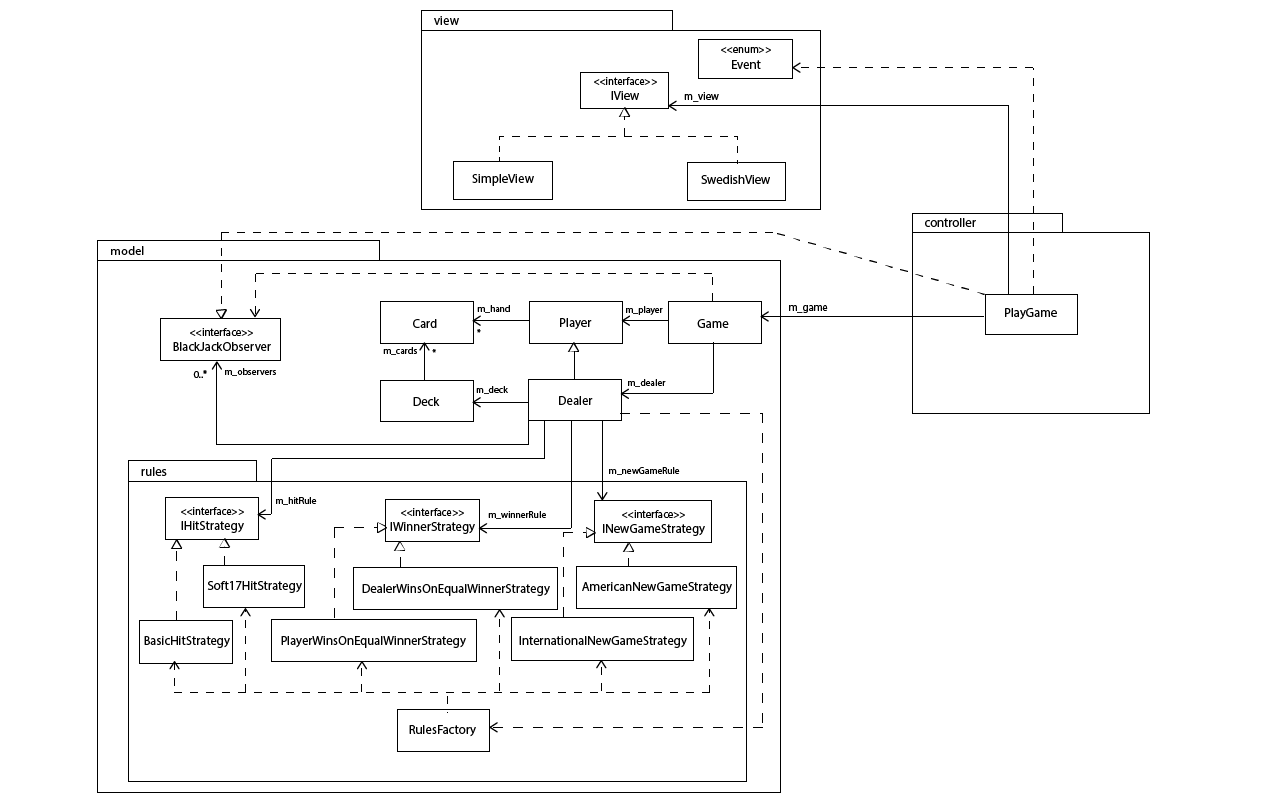 view
<<enum>>
Event
<<interface>>
IView
m_view
SimpleView
SwedishView
controller
PlayGame
model
m_game
<<interface>>
BlackJackObserver
0..*
m_observers
Card
m_hand
*
Player
m_player
Game
m_cards
*
Deck
m_deck
Dealer
m_dealer
rules
m_newGameRule
<<interface>>
IHitStrategy
m_hitRule
<<interface>>
IWinnerStrategy
m_winnerRule
<<interface>>
INewGameStrategy
Soft17HitStrategy
DealerWinsOnEqualWinnerStrategy
AmericanNewGameStrategy
BasicHitStrategy
PlayerWinsOnEqualWinnerStrategy
InternationalNewGameStrategy
RulesFactory